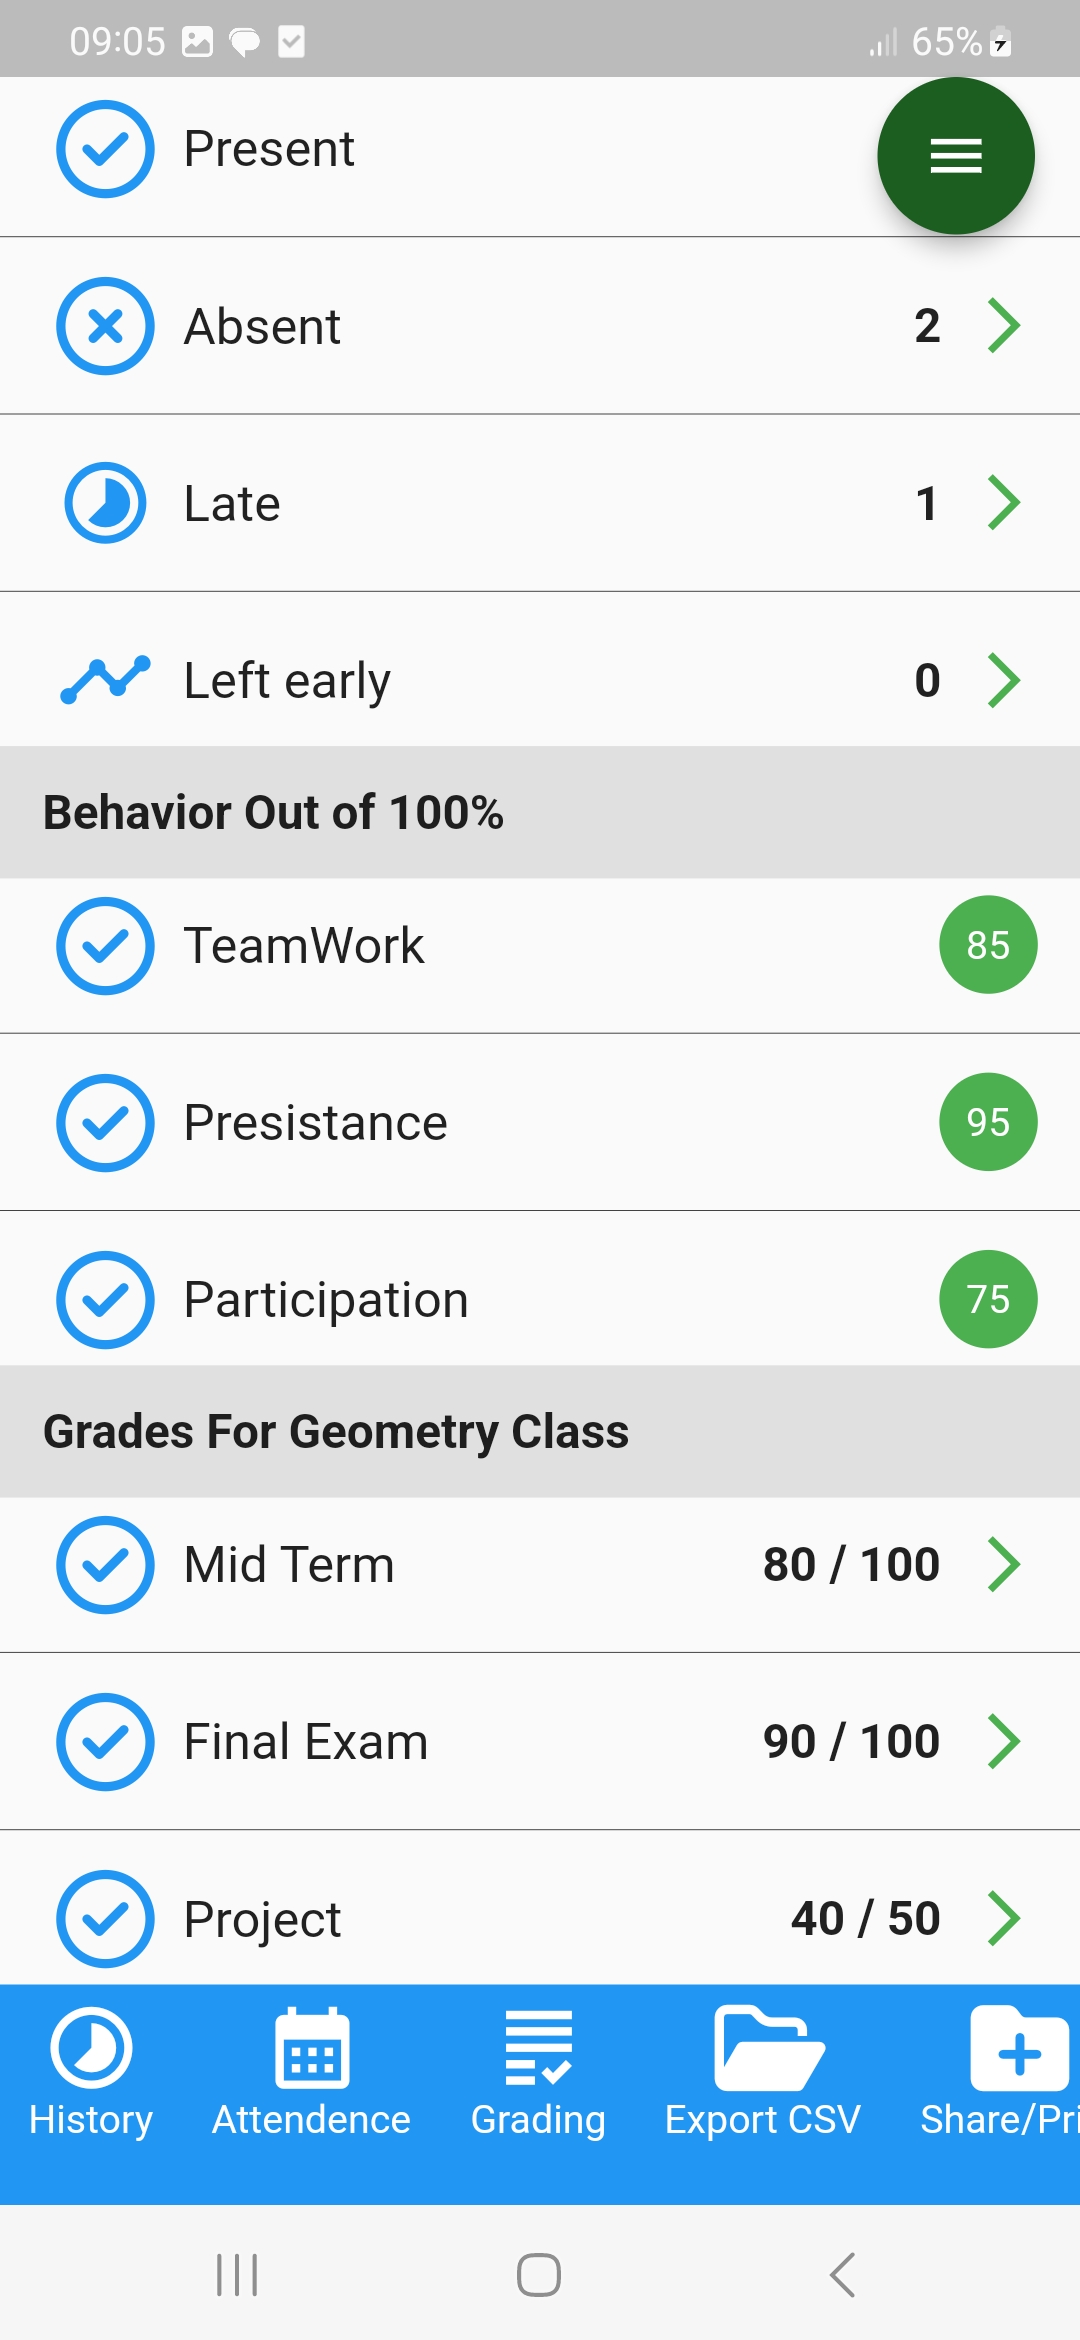 09:05
65%
Present
Absent 2
Late 1
Left early 0
Behavior Out of 100%
TeamWork 85
Presistance 95
Participation 75
Grades For Geometry Class
Mid Term 80 / 100
Final Exam 90 / 100
Project 40 / 50
History Attendence Grading Export CSV Share/Pri